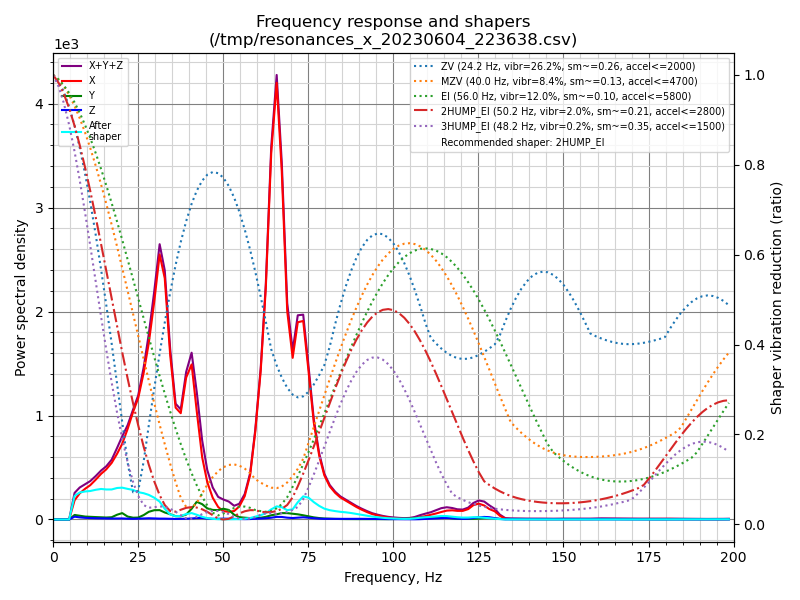 Frequency response and shapers
(/tmp/resonances_x_20230604_223638.csv)
1e3
X+Y+Z
X
Y
Z
After
shaper
ZV (24.2 Hz, vibr=26.2%, sm~=0.26, accel<=2000)
MZV (40.0 Hz, vibr=8.4%, sm~=0.13, accel<=4700)
EI (56.0 Hz, vibr=12.0%, sm~=0.10, accel<=5800)
2HUMP_EI (50.2 Hz, vibr=2.0%, sm~=0.21, accel<=2800)
3HUMP_EI (48.2 Hz, vibr=0.2%, sm~=0.35, accel<=1500)
Recommended shaper: 2HUMP_EI
Power spectral density
4
3
2
1
0
1.0
0.8
0.6
0.4
0.2
0.0
Shaper vibration reduction (ratio)
0 25 50 75 100 125 150 175 200
Frequency, Hz